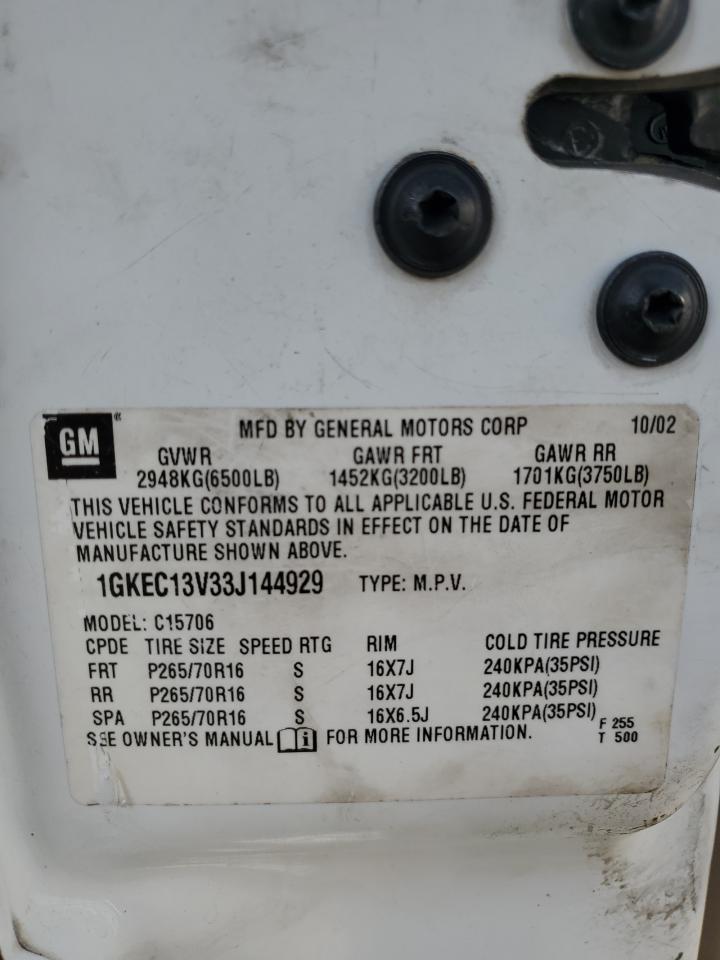 GM® MFD BY GENERAL MOTORS CORP 10/02
GVWR GAWR FRT GAWR RR
2948KG(6500LB) 1452KG(3200LB) 1701KG(3750LB)
THIS VEHICLE CONFORMS TO ALL APPLICABLE U.S. FEDERAL MOTOR
VEHICLE SAFETY STANDARDS IN EFFECT ON THE DATE OF
MANUFACTURE SHOWN ABOVE.
1GKEC13V33J144929 TYPE: M.P.V.
MODEL: C15706
CPDE TIRE SIZE SPEED RTG RIM COLD TIRE PRESSURE
FRT P265/70R16 S 16X7J 240KPA(35PSI)
RR P265/70R16 S 16X7J 240KPA(35PSI)
SPA P265/70R16 S 16X6.5J 240KPA(35PSI) F 255
SEE OWNER'S MANUAL i FOR MORE INFORMATION. T 500